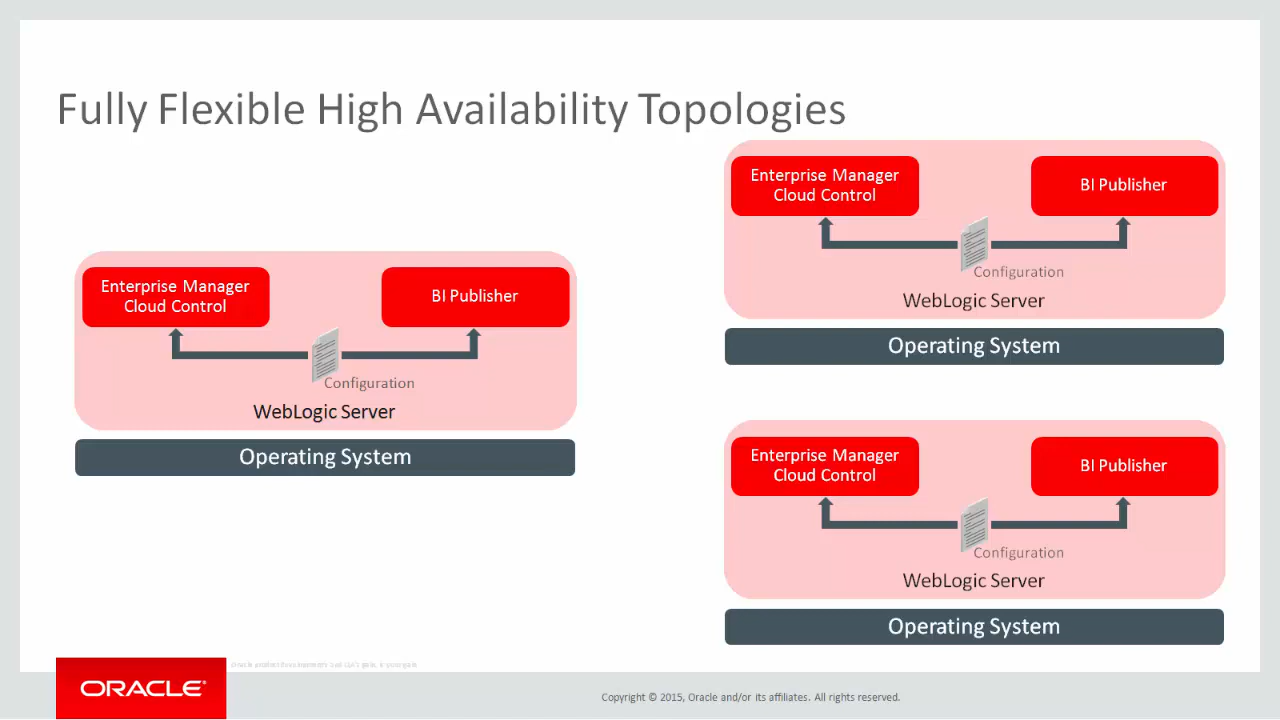 Fully Flexible High Availability Topologies
Enterprise Manager
Cloud Control
BI Publisher
Configuration
WebLogic Server
Operating System
Enterprise Manager
Cloud Control
BI Publisher
Configuration
WebLogic Server
Operating System
Enterprise Manager
Cloud Control
BI Publisher
Configuration
WebLogic Server
Operating System
ORACLE®
Copyright © 2015, Oracle and/or its affiliates. All rights reserved.